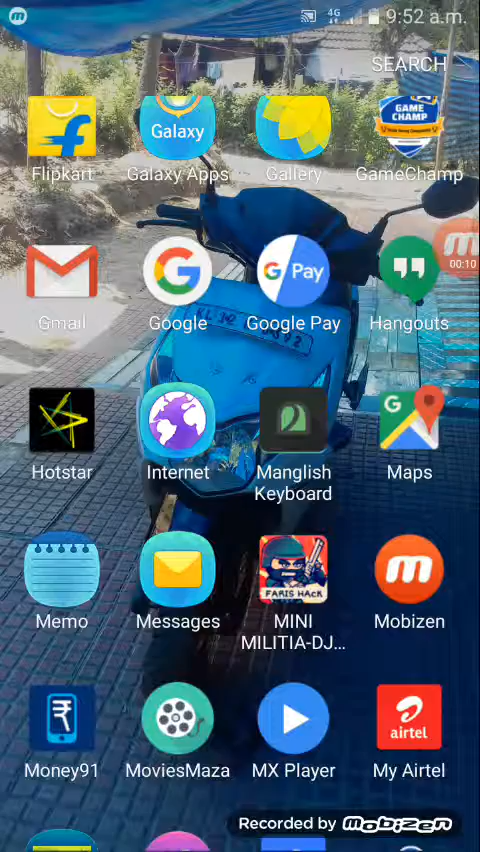 4G 9:52 a.m.
SEARCH
Galaxy
GAME
CHAMP
Flipkart Galaxy Apps Gallery GameChamp
G Pay
00:10
Gmail Google Google Pay Hangouts
Hotstar Internet Manglish
Keyboard Maps
FARIS HAcK
Memo Messages MINI
MILITIA-DJ... Mobizen
airtel
Money91 MoviesMaza MX Player My Airtel
Recorded by mobizen